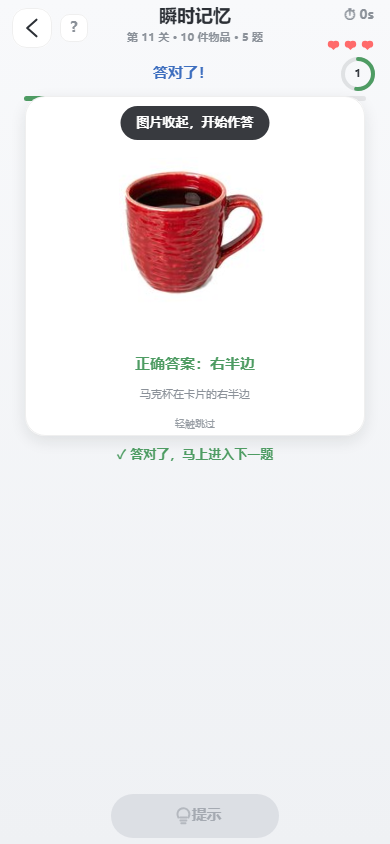 瞬时记忆
0s
?
第 11 关 • 10 件物品 • 5 题
答对了!
1
图片收起，开始作答
正确答案：右半边
马克杯在卡片的右半边
轻触跳过
✓ 答对了，马上进入下一题
提示